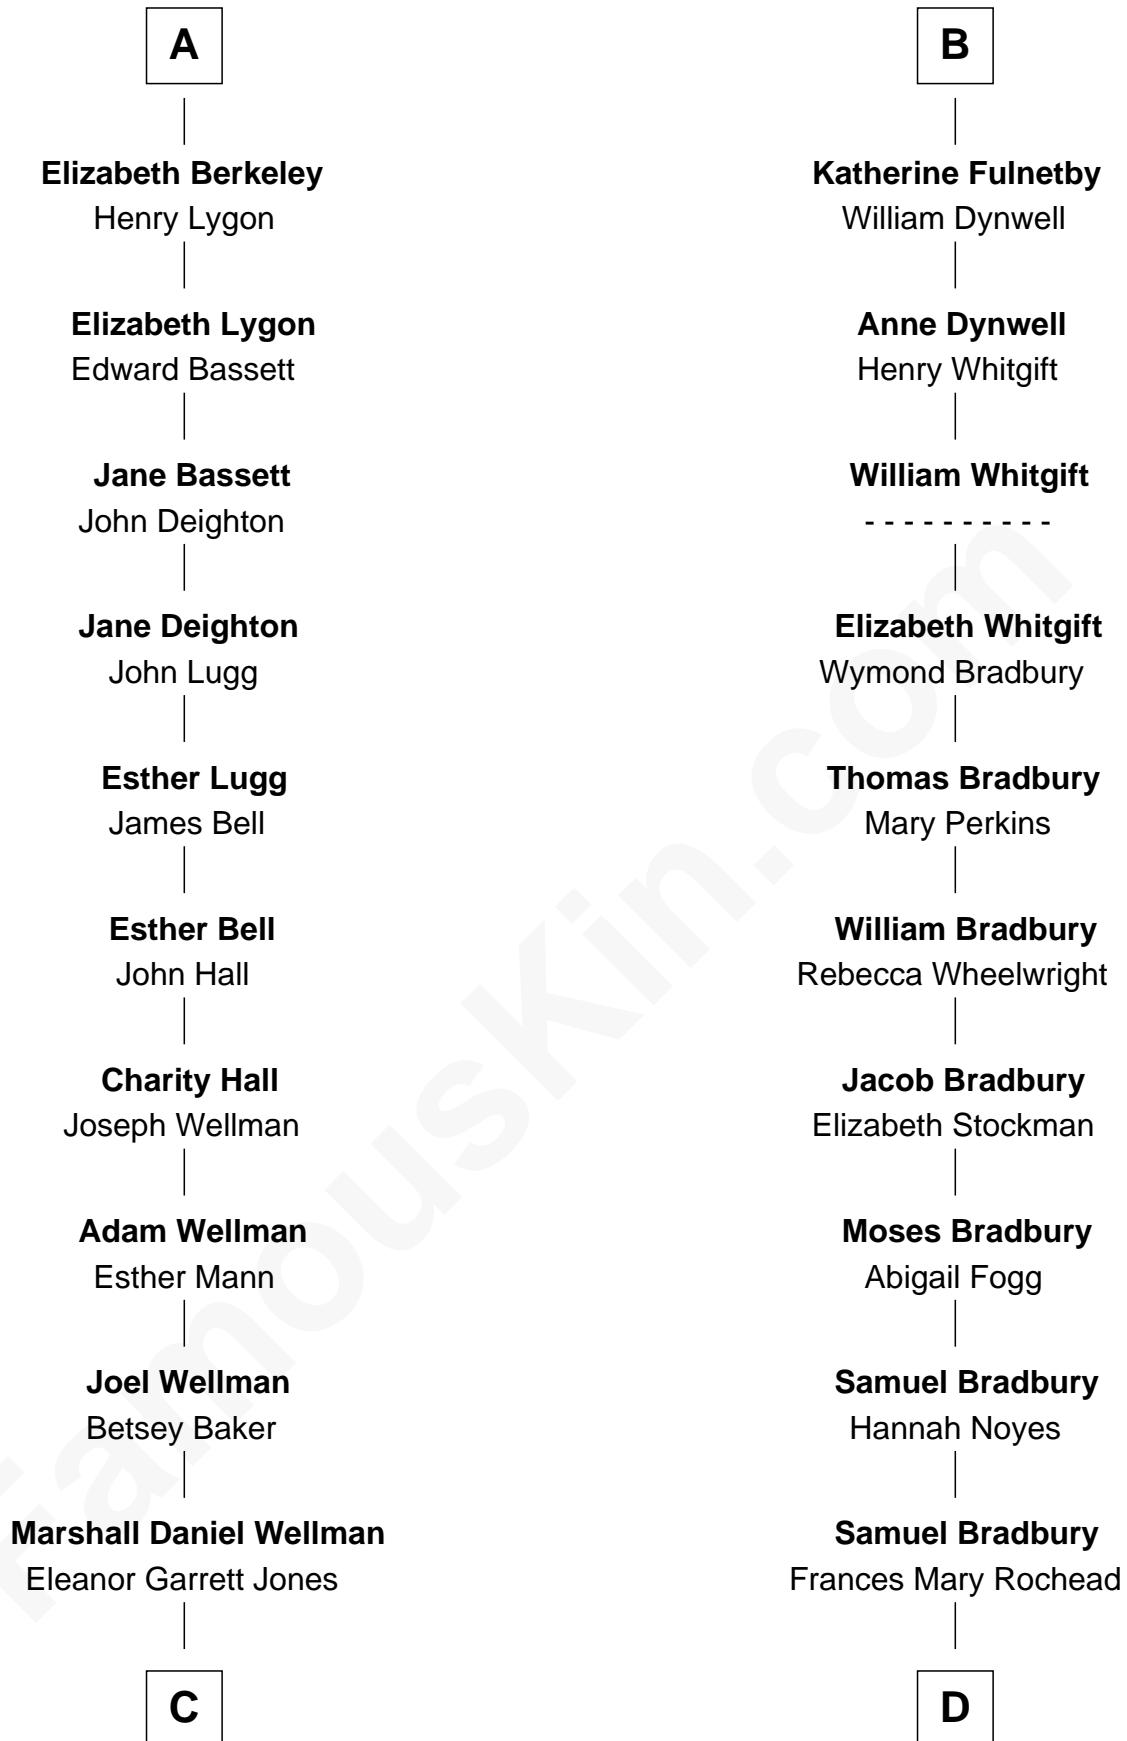 A
Elizabeth Berkeley
Henry Lygon
Elizabeth Lygon
Edward Bassett
Jane Bassett
John Deighton
Jane Deighton
John Lugg
Esther Lugg
James Bell
Esther Bell
John Hall
Charity Hall
Joseph Wellman
Adam Wellman
Esther Mann
Joel Wellman
Betsey Baker
Marshall Daniel Wellman
Eleanor Garrett Jones
C
B
Katherine Fulnetby
William Dynwell
Anne Dynwell
Henry Whitgift
William Whitgift
- - - - - - - - - -
Elizabeth Whitgift
Wymond Bradbury
Thomas Bradbury
Mary Perkins
William Bradbury
Rebecca Wheelwright
Jacob Bradbury
Elizabeth Stockman
Moses Bradbury
Abigail Fogg
Samuel Bradbury
Hannah Noyes
Samuel Bradbury
Frances Mary Rochead
D
FamousKin.com